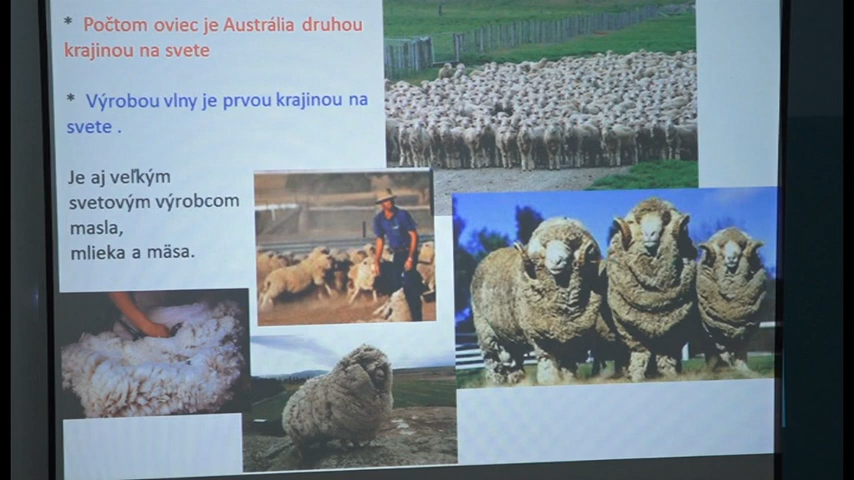 * Počtom oviec je Austrália druhou
krajinou na svete
* Výrobou vlny je prvou krajinou na
svete .
Je aj veľkým
svetovým výrobcom
masla,
mlieka a mäsa.